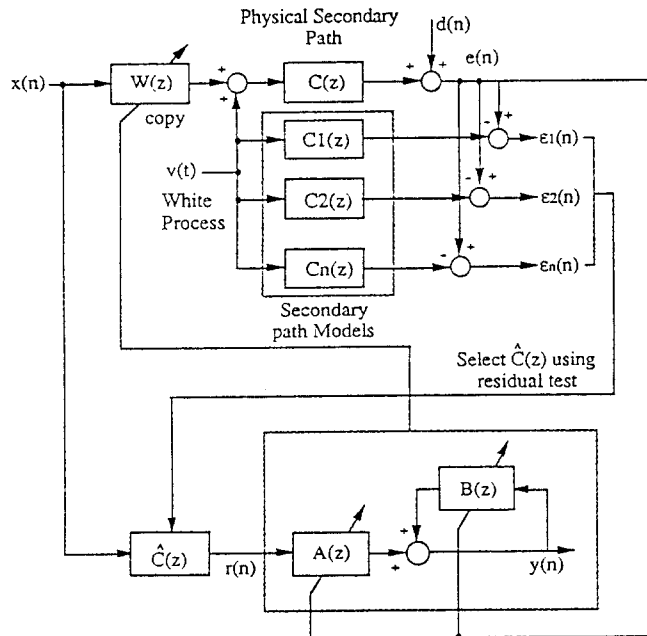 Physical Secondary
Path
d(n)
e(n)
x(n)
W(z)
+
+
C(z)
+
+
copy
C1(z)
-
+
ε1(n)
v(t)
White
Process
C2(z)
-
+
ε2(n)
Cn(z)
-
+
εn(n)
Secondary
path Models
Select Ĉ(z) using
residual test
B(z)
+
Ĉ(z)
r(n)
A(z)
+
y(n)